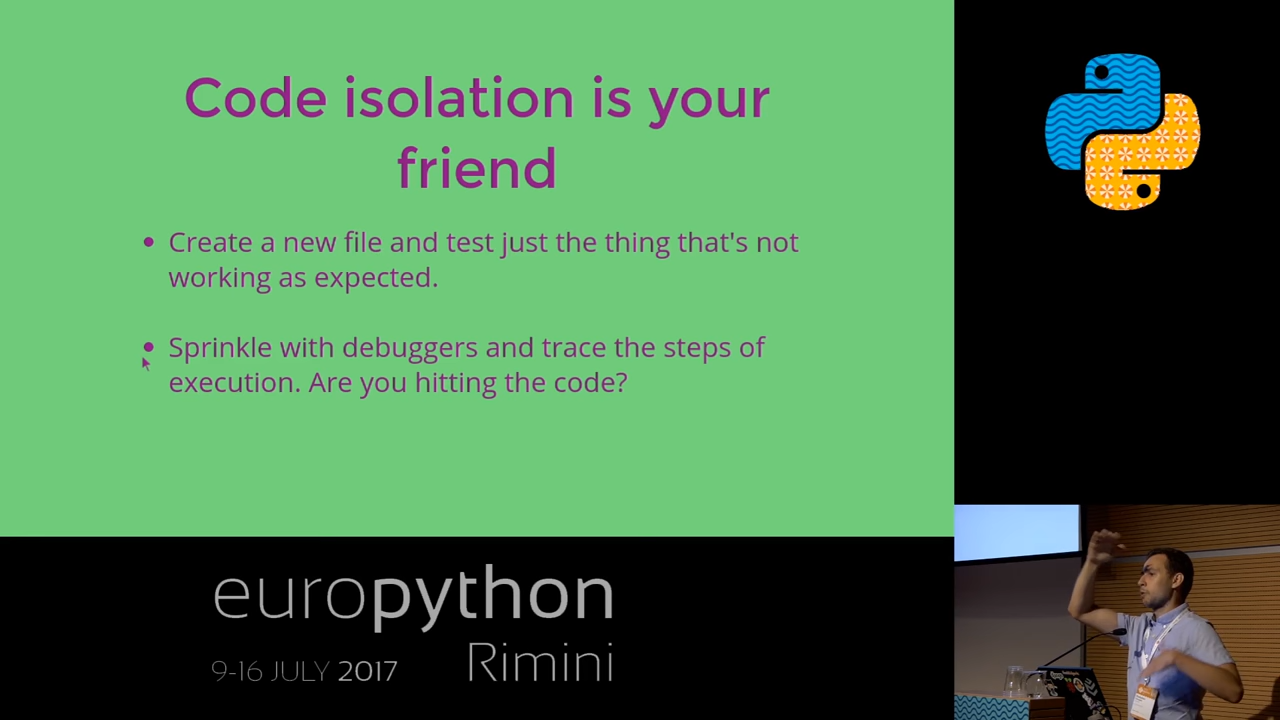 Code isolation is your
friend
• Create a new file and test just the thing that's not
working as expected.
• Sprinkle with debuggers and trace the steps of
execution. Are you hitting the code?
europython
9-16 JULY 2017 Rimini